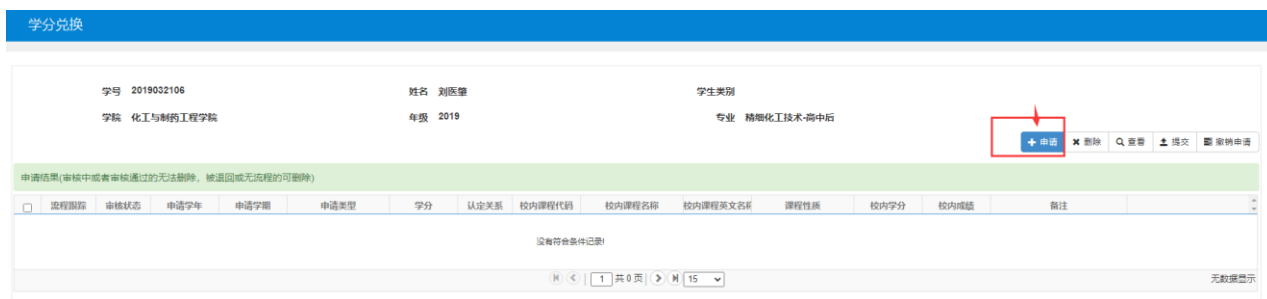 学分兑换
学号 2019032106 姓名 刘医肇 学生类别
学院 化工与制药工程学院 年级 2019 专业 精细化工技术-高中后
申请 删除 查看 提交 撤销申请
申请结果(审核中或者审核通过的无法删除，被退回或无流程的可删除)
流程跟踪 审核状态 申请学年 申请学期 申请类型 学分 认定关系 校内课程代码 校内课程名称 校内课程英文名称 课程性质 校内学分 校内成绩 备注
没有符合条件记录!
1 共 0 页 15 无数据显示